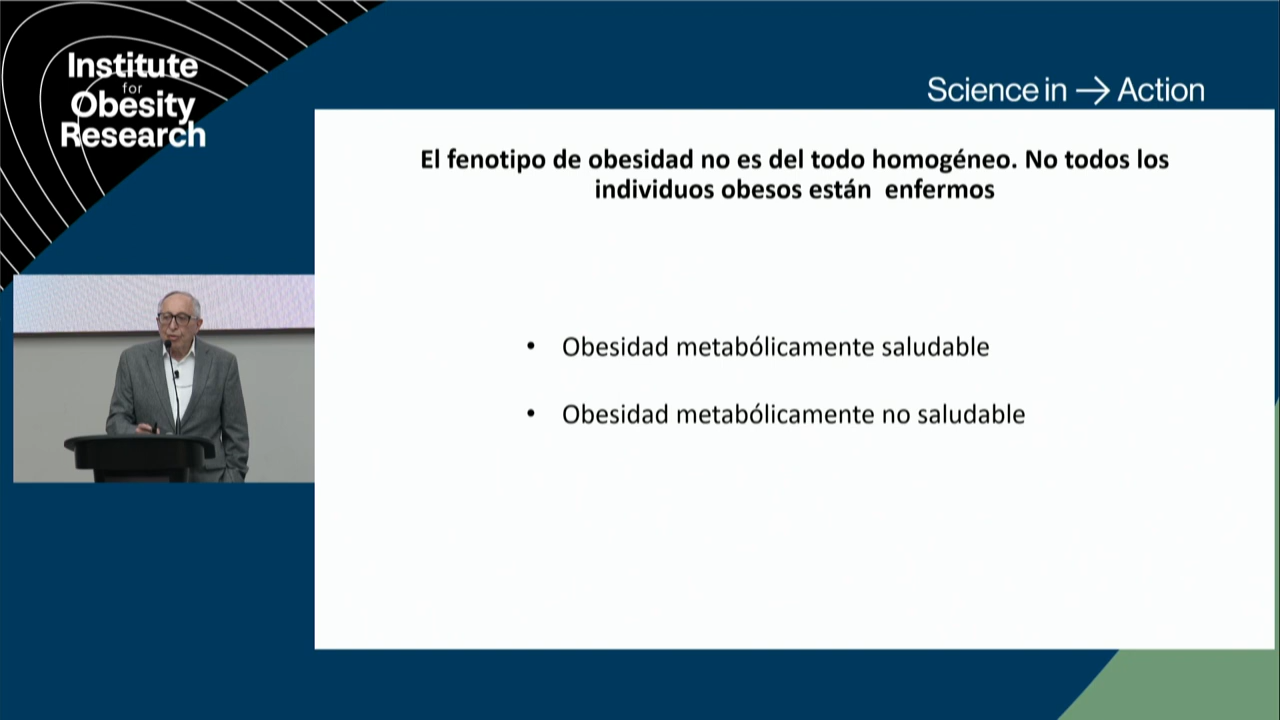 Institute
for
Obesity
Research
Science in → Action
El fenotipo de obesidad no es del todo homogéneo. No todos los
individuos obesos están  enfermos
• Obesidad metabólicamente saludable
• Obesidad metabólicamente no saludable